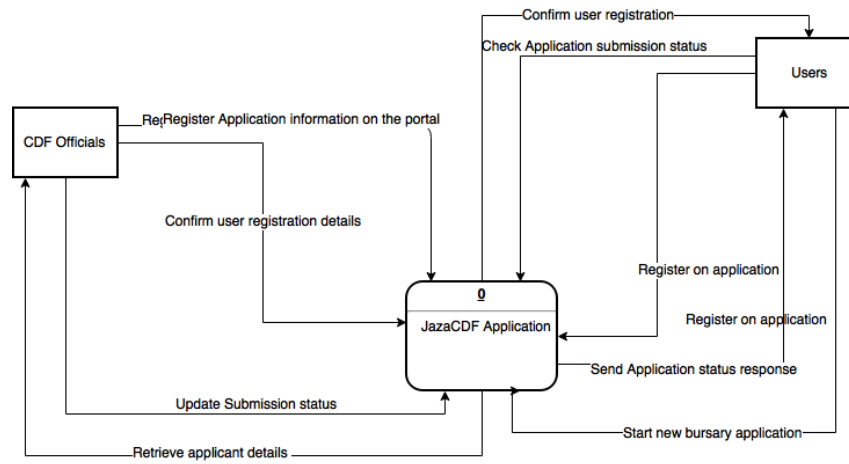 Confirm user registration
Check Application submission status
Users
Register Application information on the portal
CDF Officials
Confirm user registration details
Register on application
0
JazaCDF Application
Register on application
Send Application status response
Update Submission status
Start new bursary application
Retrieve applicant details